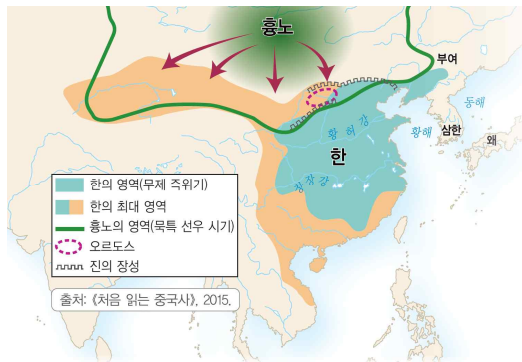 흉노
부여
동해
황허강
황해
삼한
왜
한
창장강
한의 영역(무제 즉위기)
한의 최대 영역
흉노의 영역(묵특 선우 시기)
오르도스
진의 장성
출처: 《처음 읽는 중국사》, 2015.